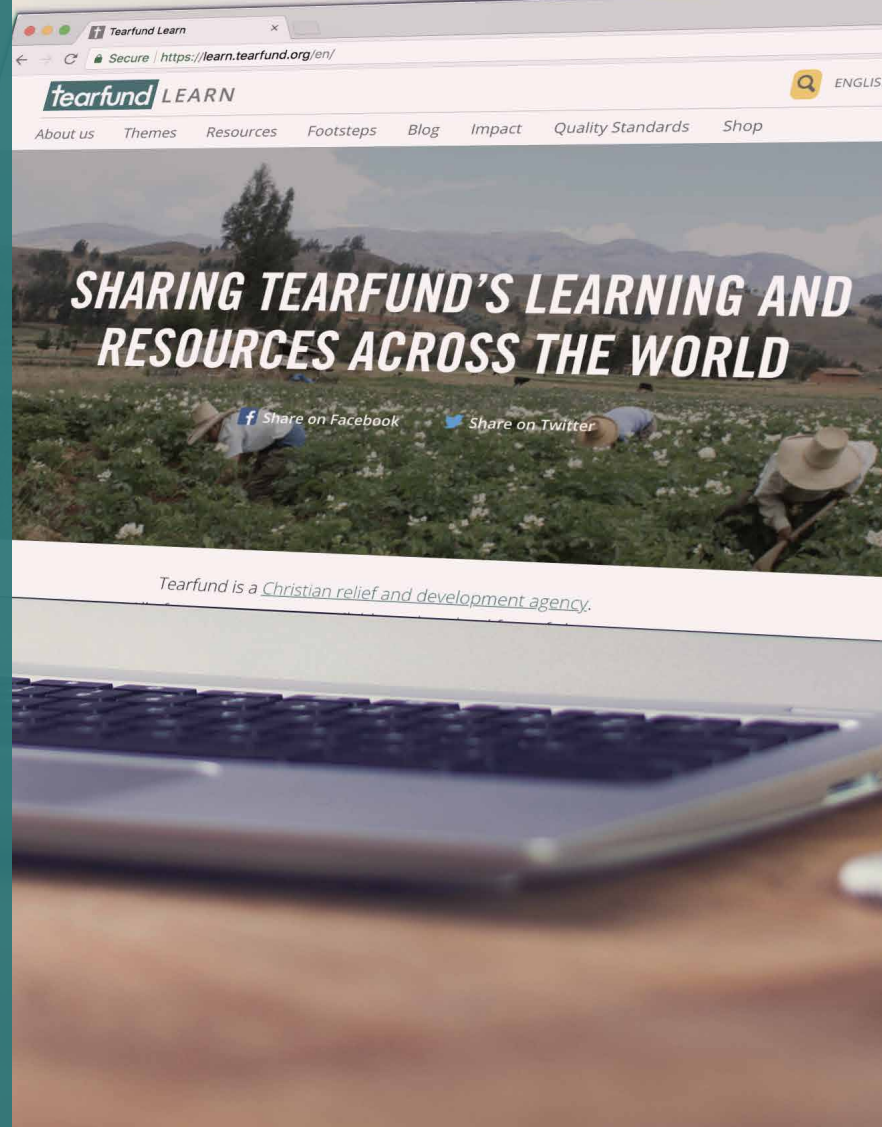 Tearfund Learn
Secure | https://learn.tearfund.org/en/
tearfund LEARN
ENGLIS
About us Themes Resources Footsteps Blog Impact Quality Standards Shop
SHARING TEARFUND'S LEARNING AND
RESOURCES ACROSS THE WORLD
Share on Facebook Share on Twitter
Tearfund is a Christian relief and development agency.